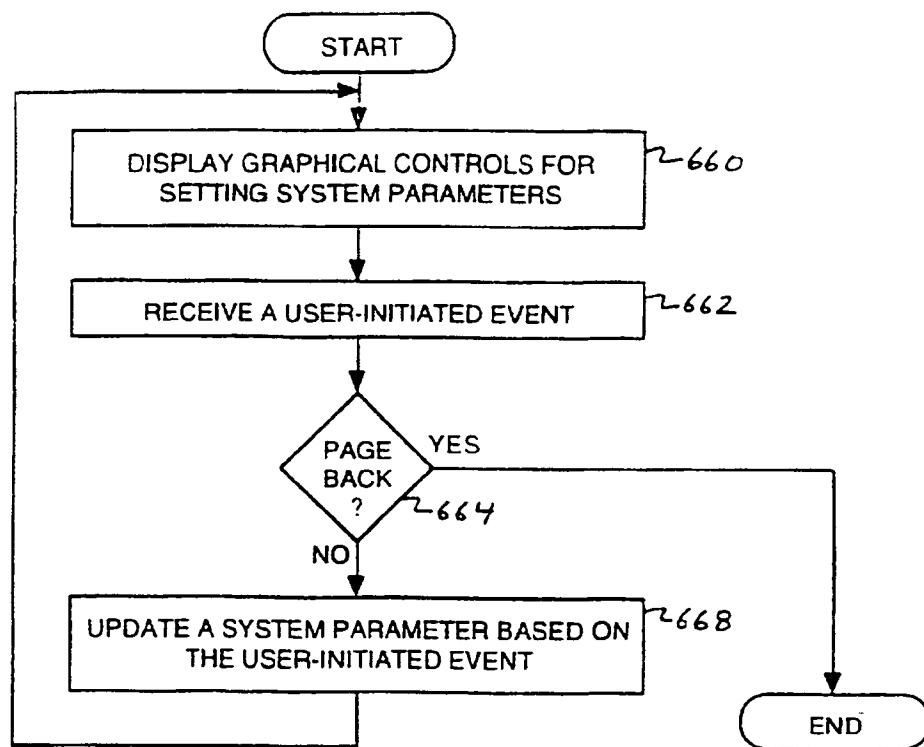 START
DISPLAY GRAPHICAL CONTROLS FOR
SETTING SYSTEM PARAMETERS
660
RECEIVE A USER-INITIATED EVENT
662
PAGE
BACK
?
YES
664
NO
UPDATE A SYSTEM PARAMETER BASED ON
THE USER-INITIATED EVENT
668
END